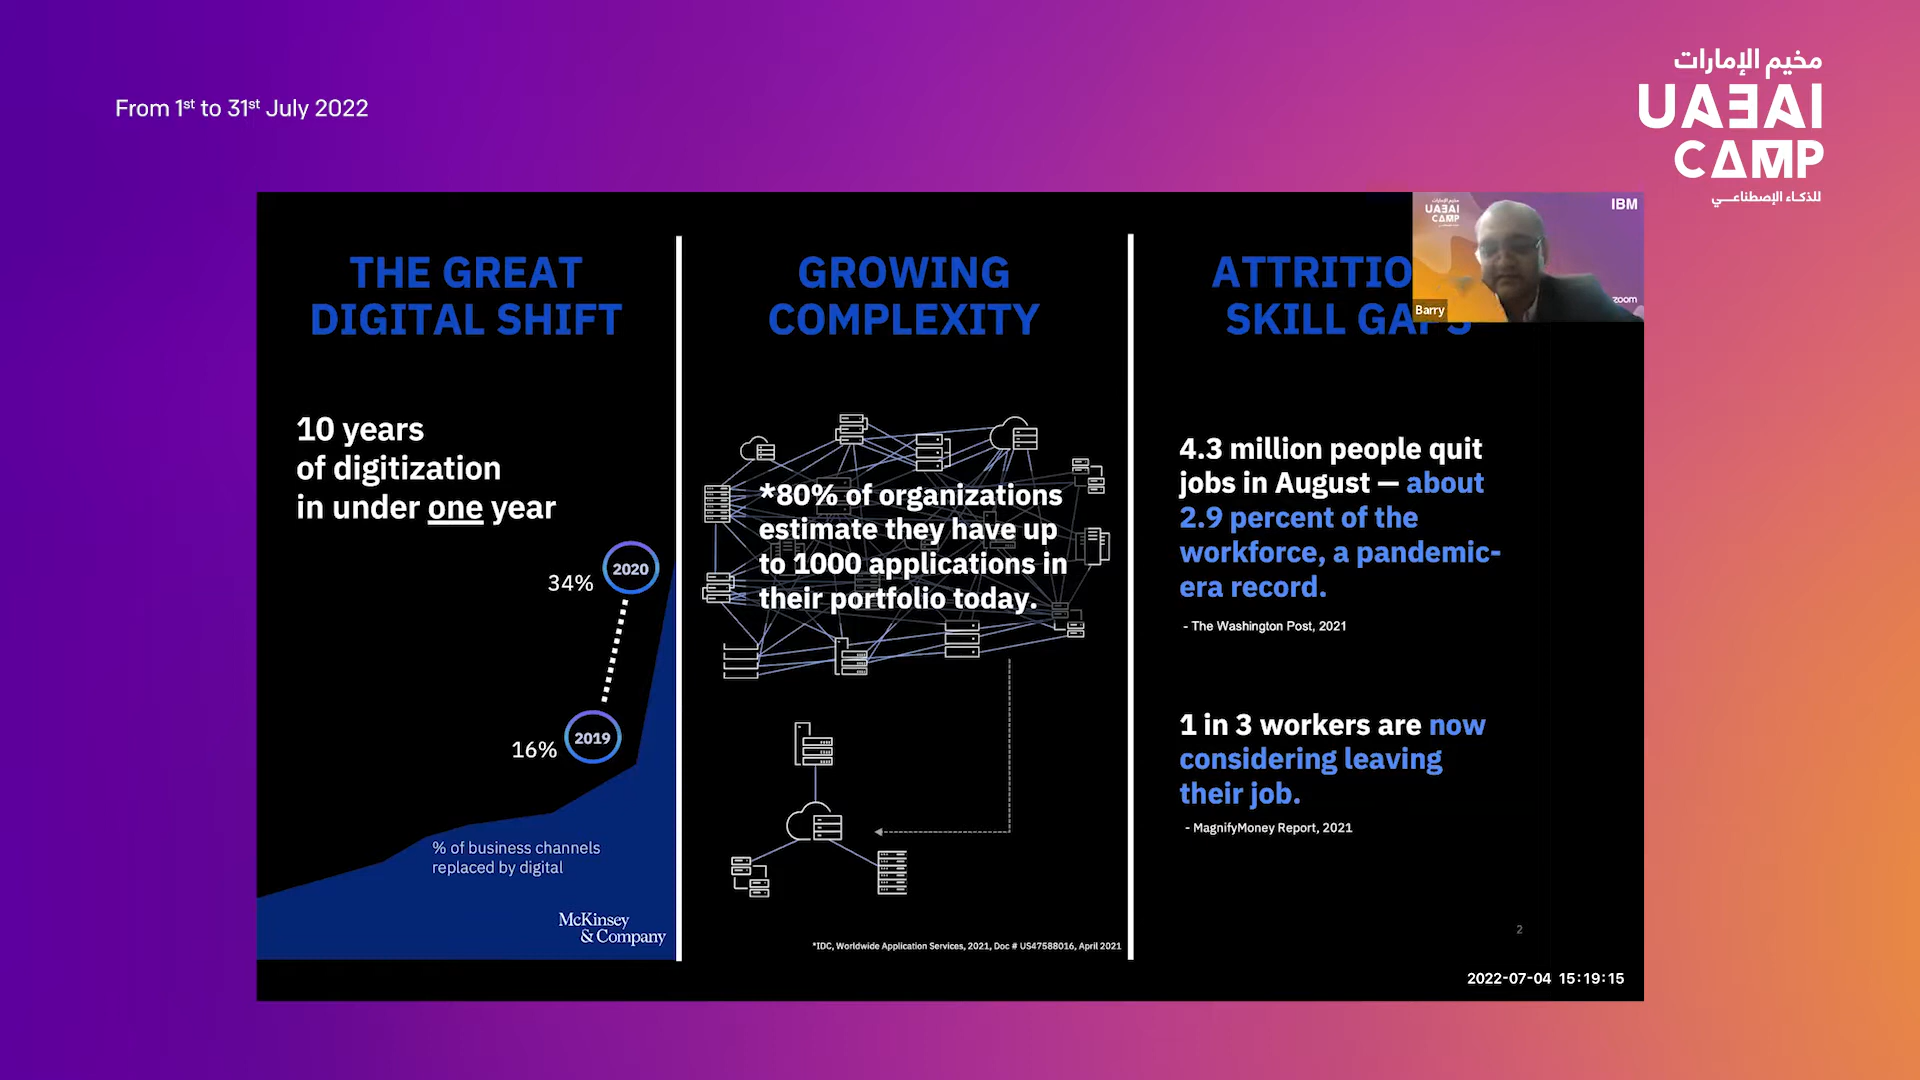 From 1st to 31st July 2022
مخيم الإمارات
UAEAI
CAMP
للذكاء الإصطناعي
THE GREAT
DIGITAL SHIFT
10 years
of digitization
in under one year
34%
2020
16%
2019
% of business channels
replaced by digital
McKinsey
& Company
GROWING
COMPLEXITY
*80% of organizations
estimate they have up
to 1000 applications in
their portfolio today.
*IDC, Worldwide Application Services, 2021, Doc # US47588016, April 2021
SKILL GAPS
4.3 million people quit
jobs in August — about
2.9 percent of the
workforce, a pandemic-
era record.
- The Washington Post, 2021
1 in 3 workers are now
considering leaving
their job.
- MagnifyMoney Report, 2021
2
UAEAI
CAMP
IBM
zoom
Barry
2022-07-04 15:19:15